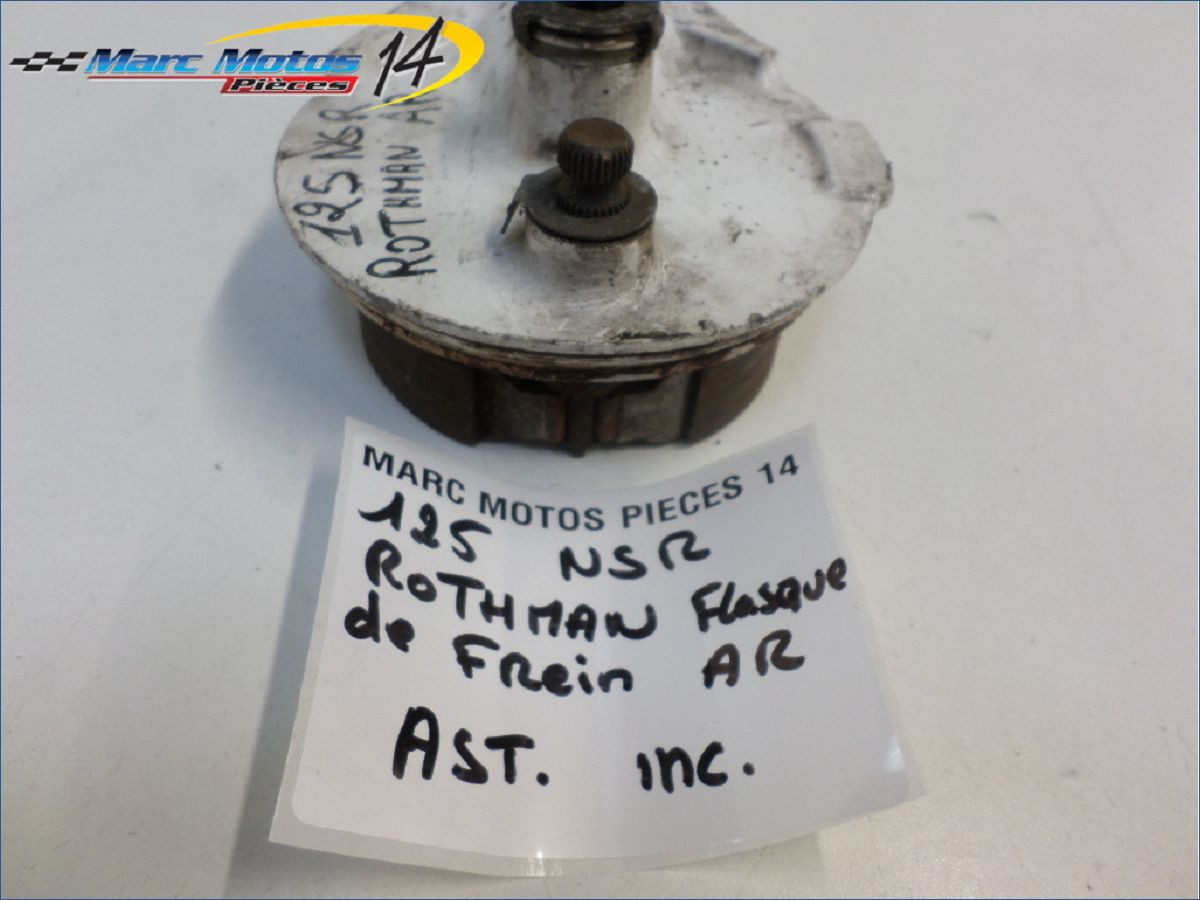 Marc Motos 14
Pièces
125 NSR
ROTHMAN AR
MARC MOTOS PIECES 14
125 NSR
ROTHMAN Flasque
de FRein AR
AST. inc.